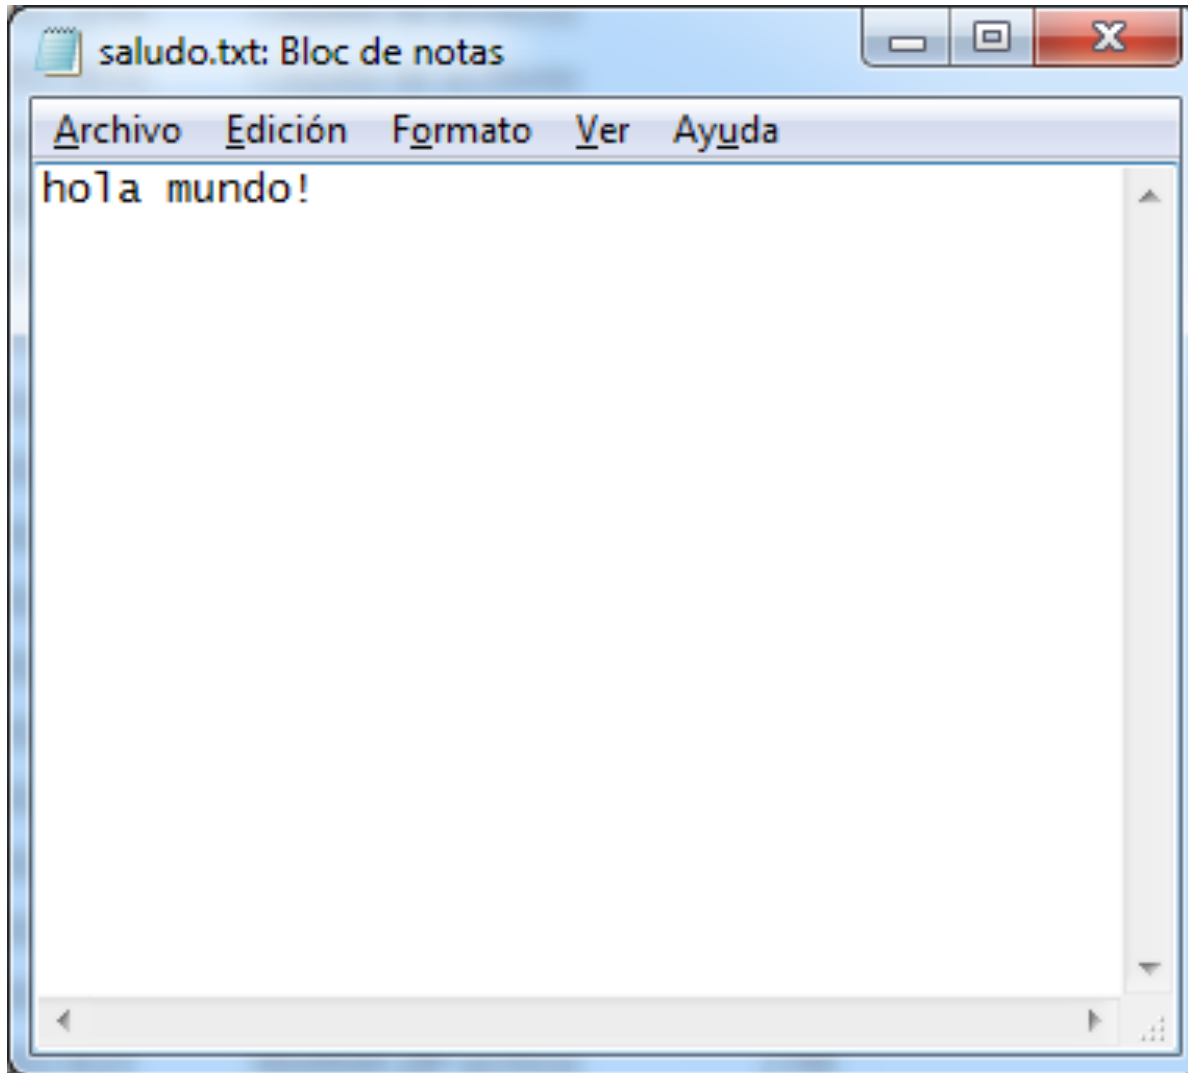 saludo.txt: Bloc de notas
Archivo Edición Formato Ver Ayuda
hola mundo!